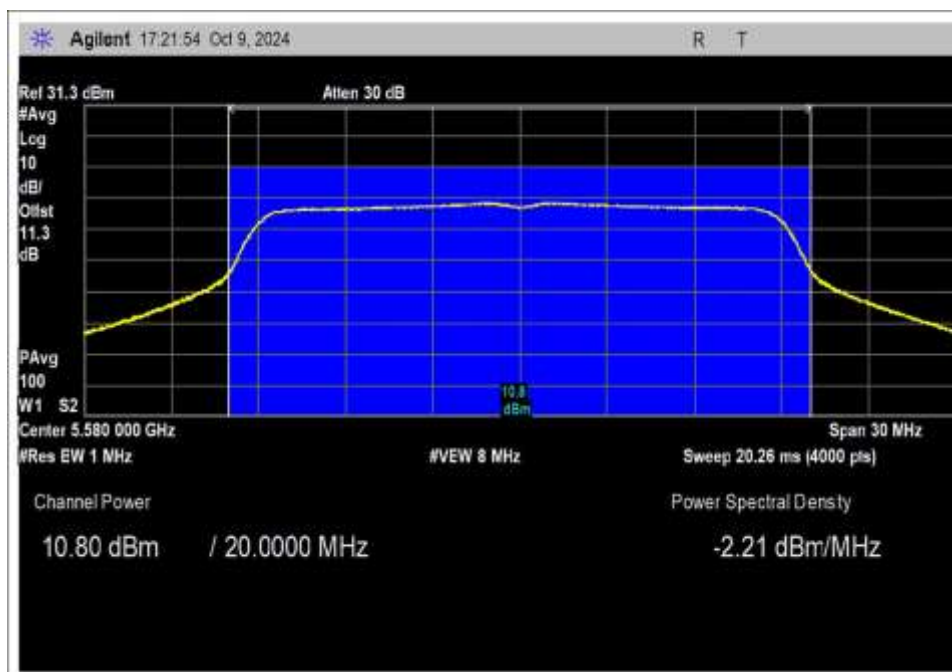 Agilent 17:21:54 Oct 9, 2024 R T
Ref 31.3 dBm Atten 30 dB
#Avg
Log
10
dB/
Offst
11.3
dB
PAvg
100
W1 S2
10.8
dBm
Center 5.580 000 GHz Span 30 MHz
#Res BW 1 MHz #VBW 8 MHz Sweep 20.26 ms (4000 pts)
Channel Power Power Spectral Density
10.80 dBm / 20.0000 MHz -2.21 dBm/MHz